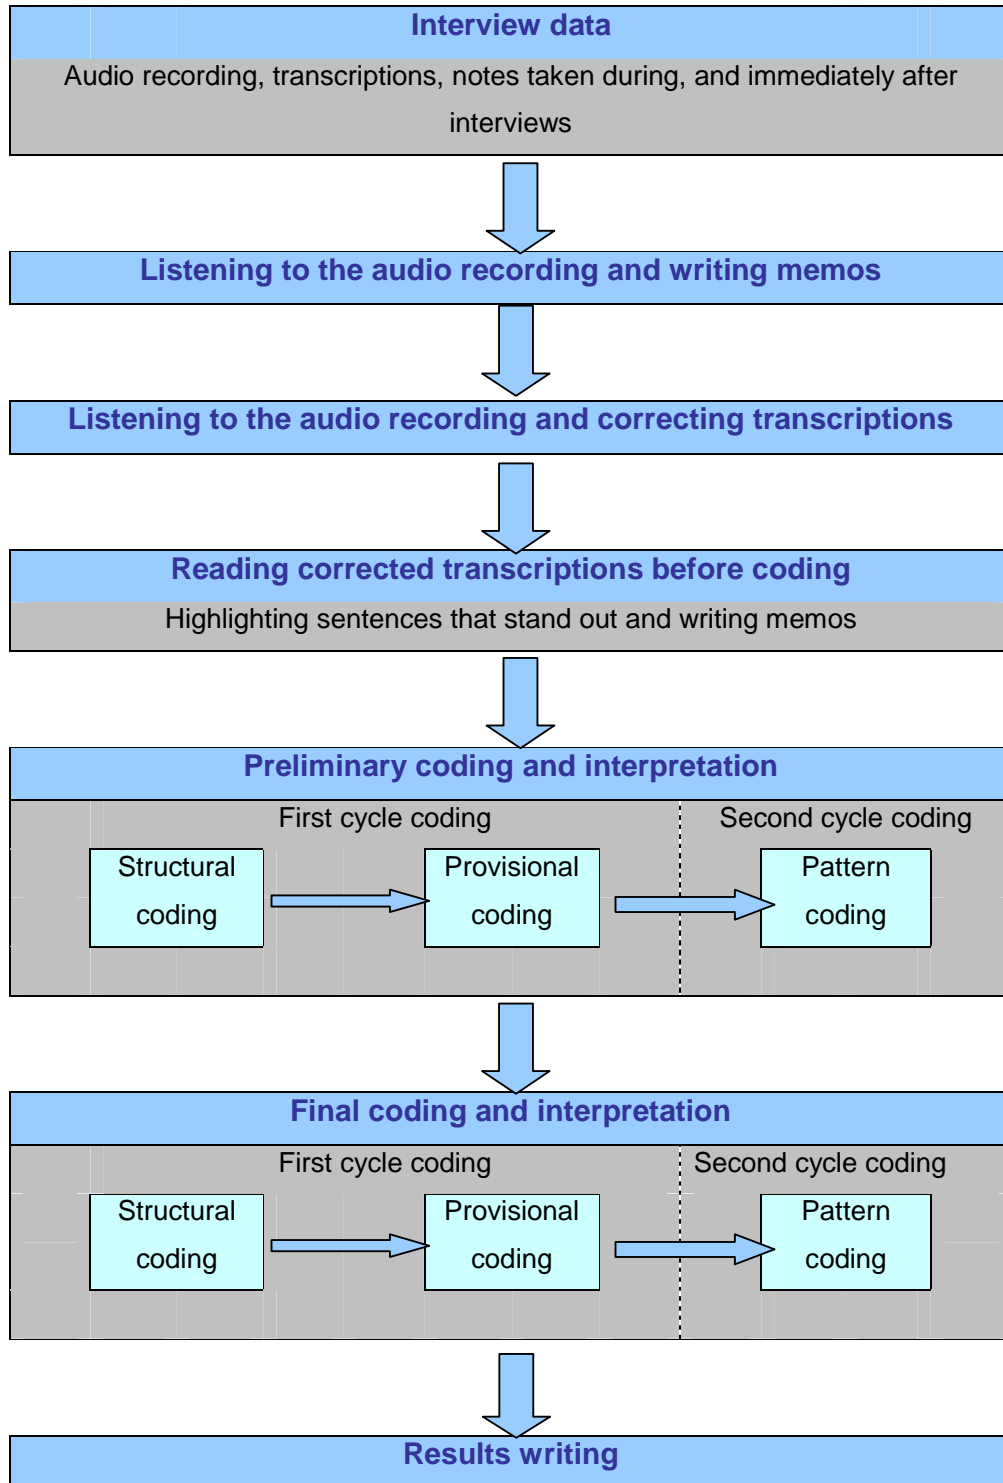 Interview data
Audio recording, transcriptions, notes taken during, and immediately after
interviews
Listening to the audio recording and writing memos
Listening to the audio recording and correcting transcriptions
Reading corrected transcriptions before coding
Highlighting sentences that stand out and writing memos
Preliminary coding and interpretation
First cycle coding
Second cycle coding
Structural
coding
Provisional
coding
Pattern
coding
Final coding and interpretation
First cycle coding
Second cycle coding
Structural
coding
Provisional
coding
Pattern
coding
Results writing